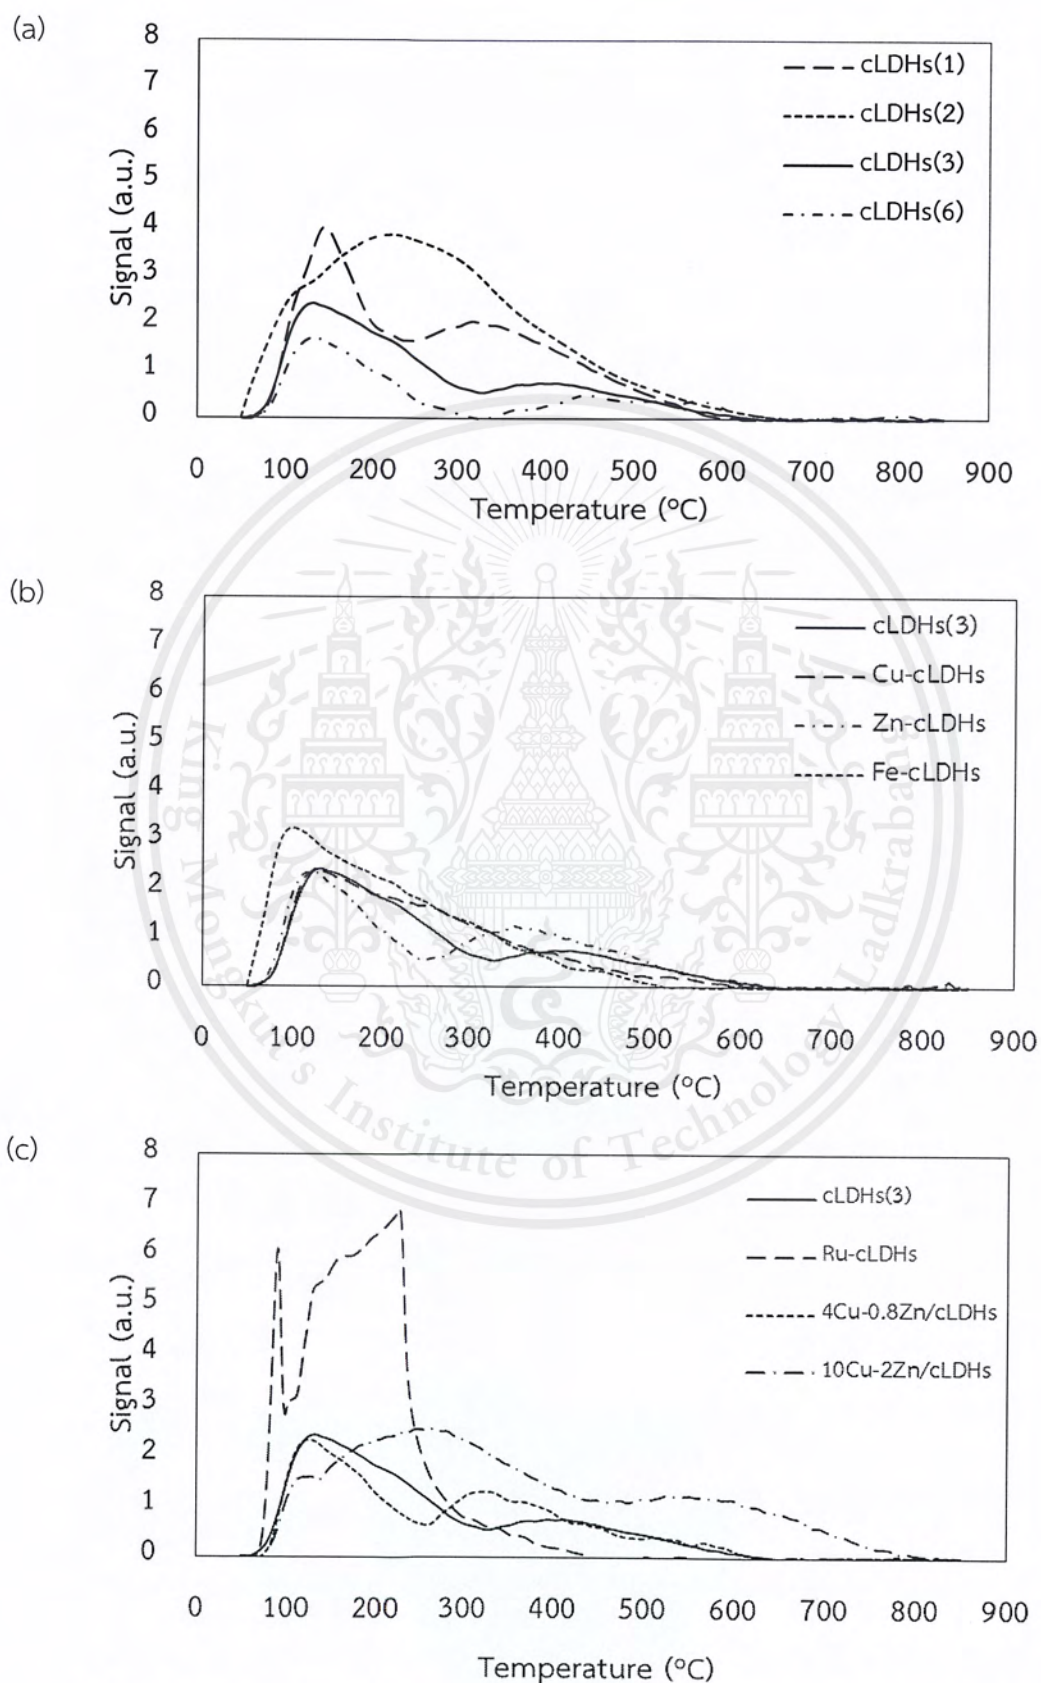 (a)
8
7
6
5
4
3
2
1
0
Signal (a.u.)
cLDHs(1)
cLDHs(2)
cLDHs(3)
cLDHs(6)
0 100 200 300 400 500 600 700 800 900
Temperature (°C)
(b)
8
7
6
5
4
3
2
1
0
Signal (a.u.)
cLDHs(3)
Cu-cLDHs
Zn-cLDHs
Fe-cLDHs
0 100 200 300 400 500 600 700 800 900
Temperature (°C)
(c)
8
7
6
5
4
3
2
1
0
Signal (a.u.)
cLDHs(3)
Ru-cLDHs
4Cu-0.8Zn/cLDHs
10Cu-2Zn/cLDHs
0 100 200 300 400 500 600 700 800 900
Temperature (°C)
King Mongkut's Institute of Technology Ladkrabang